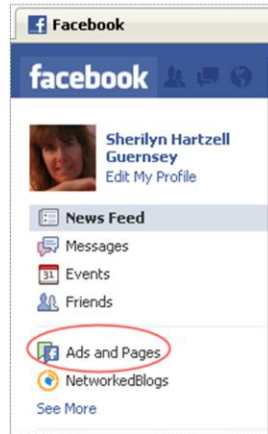 Facebook
facebook
Sherilyn Hartzell
Guernsey
Edit My Profile
News Feed
Messages
31 Events
Friends
Ads and Pages
NetworkedBlogs
See More